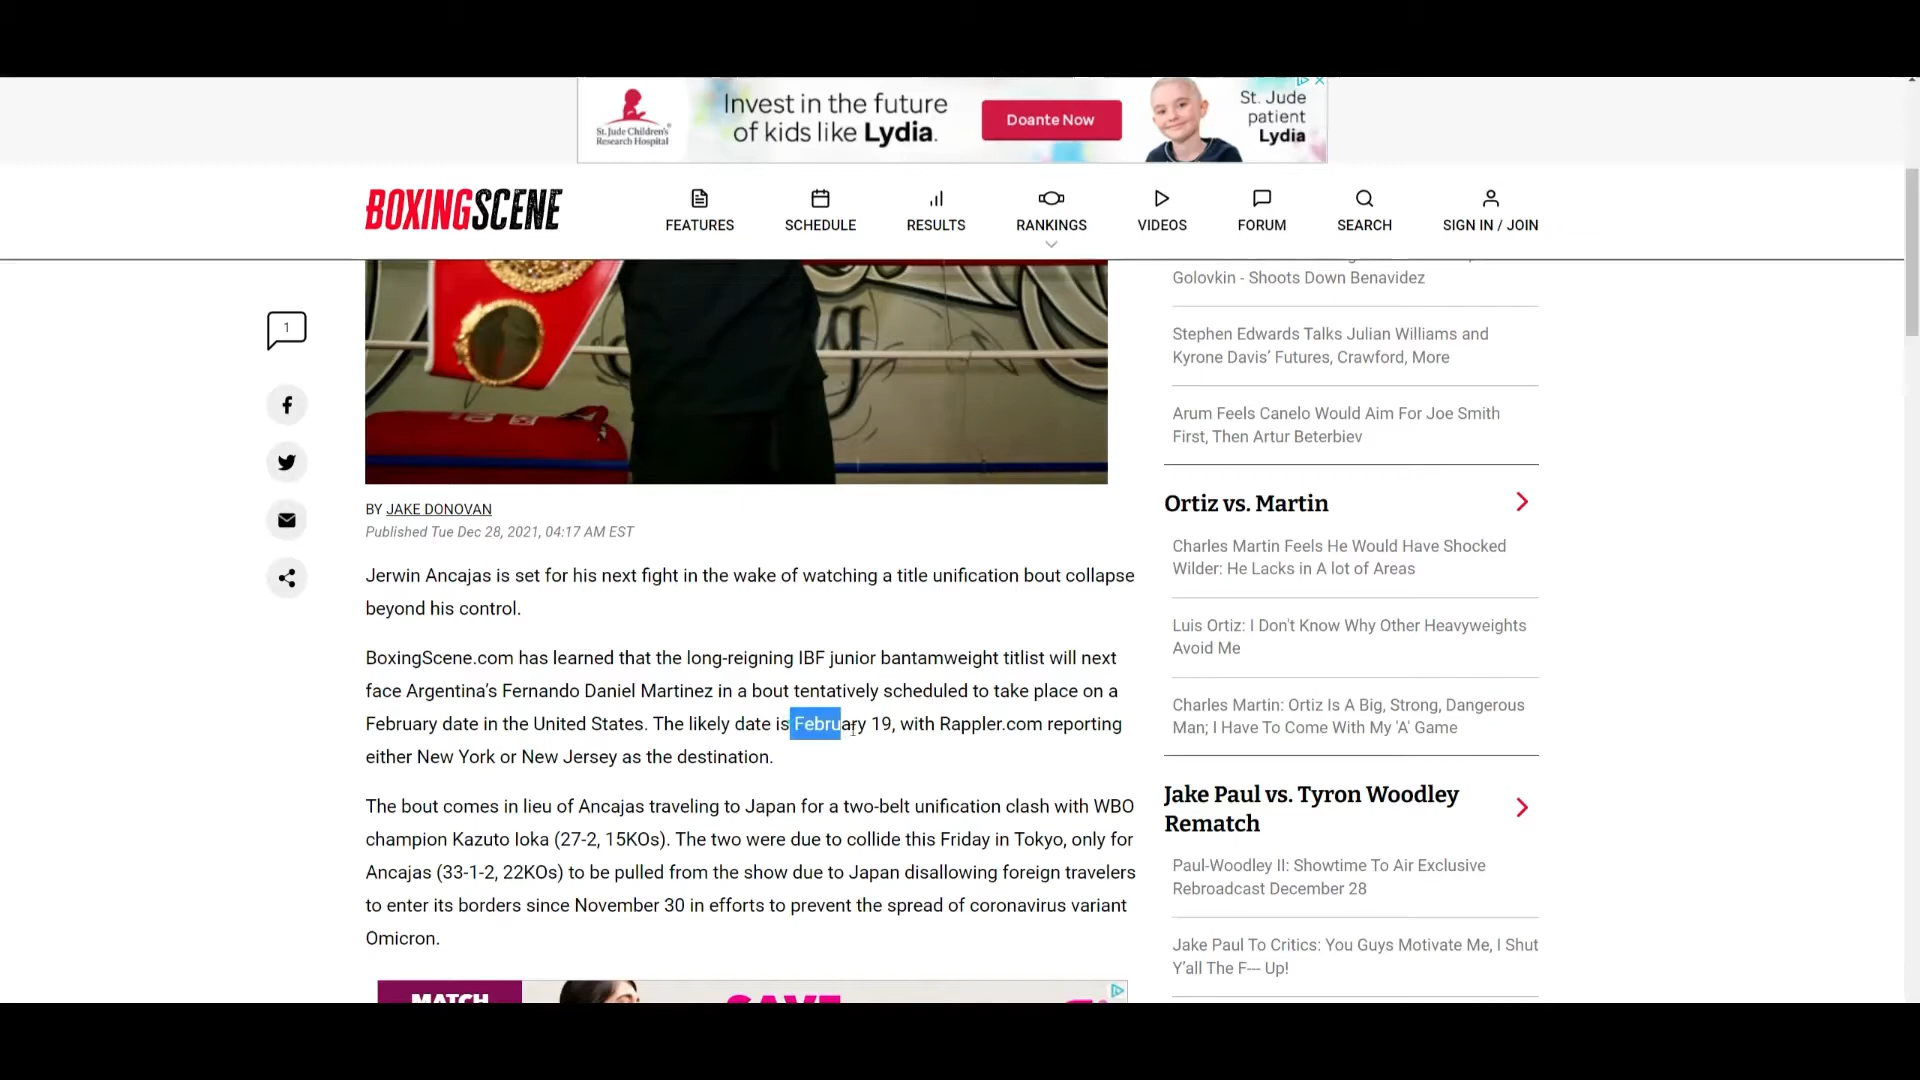 St. Jude Children's
Research Hospital
Invest in the future
of kids like Lydia.
Doante Now
St. Jude
patient
Lydia
BOXINGSCENE
FEATURES
SCHEDULE
RESULTS
RANKINGS
VIDEOS
FORUM
SEARCH
SIGN IN / JOIN
1
BY JAKE DONOVAN
Published Tue Dec 28, 2021, 04:17 AM EST
Jerwin Ancajas is set for his next fight in the wake of watching a title unification bout collapse
beyond his control.
BoxingScene.com has learned that the long-reigning IBF junior bantamweight titlist will next
face Argentina's Fernando Daniel Martinez in a bout tentatively scheduled to take place on a
February date in the United States. The likely date is February 19, with Rappler.com reporting
either New York or New Jersey as the destination.
The bout comes in lieu of Ancajas traveling to Japan for a two-belt unification clash with WBO
champion Kazuto Ioka (27-2, 15KOs). The two were due to collide this Friday in Tokyo, only for
Ancajas (33-1-2, 22KOs) to be pulled from the show due to Japan disallowing foreign travelers
to enter its borders since November 30 in efforts to prevent the spread of coronavirus variant
Omicron.
MATCH
SAVE
Golovkin - Shoots Down Benavidez
Stephen Edwards Talks Julian Williams and
Kyrone Davis’ Futures, Crawford, More
Arum Feels Canelo Would Aim For Joe Smith
First, Then Artur Beterbiev
Ortiz vs. Martin
Charles Martin Feels He Would Have Shocked
Wilder: He Lacks in A lot of Areas
Luis Ortiz: I Don't Know Why Other Heavyweights
Avoid Me
Charles Martin: Ortiz Is A Big, Strong, Dangerous
Man; I Have To Come With My 'A' Game
Jake Paul vs. Tyron Woodley
Rematch
Paul-Woodley II: Showtime To Air Exclusive
Rebroadcast December 28
Jake Paul To Critics: You Guys Motivate Me, I Shut
Y'all The F--- Up!